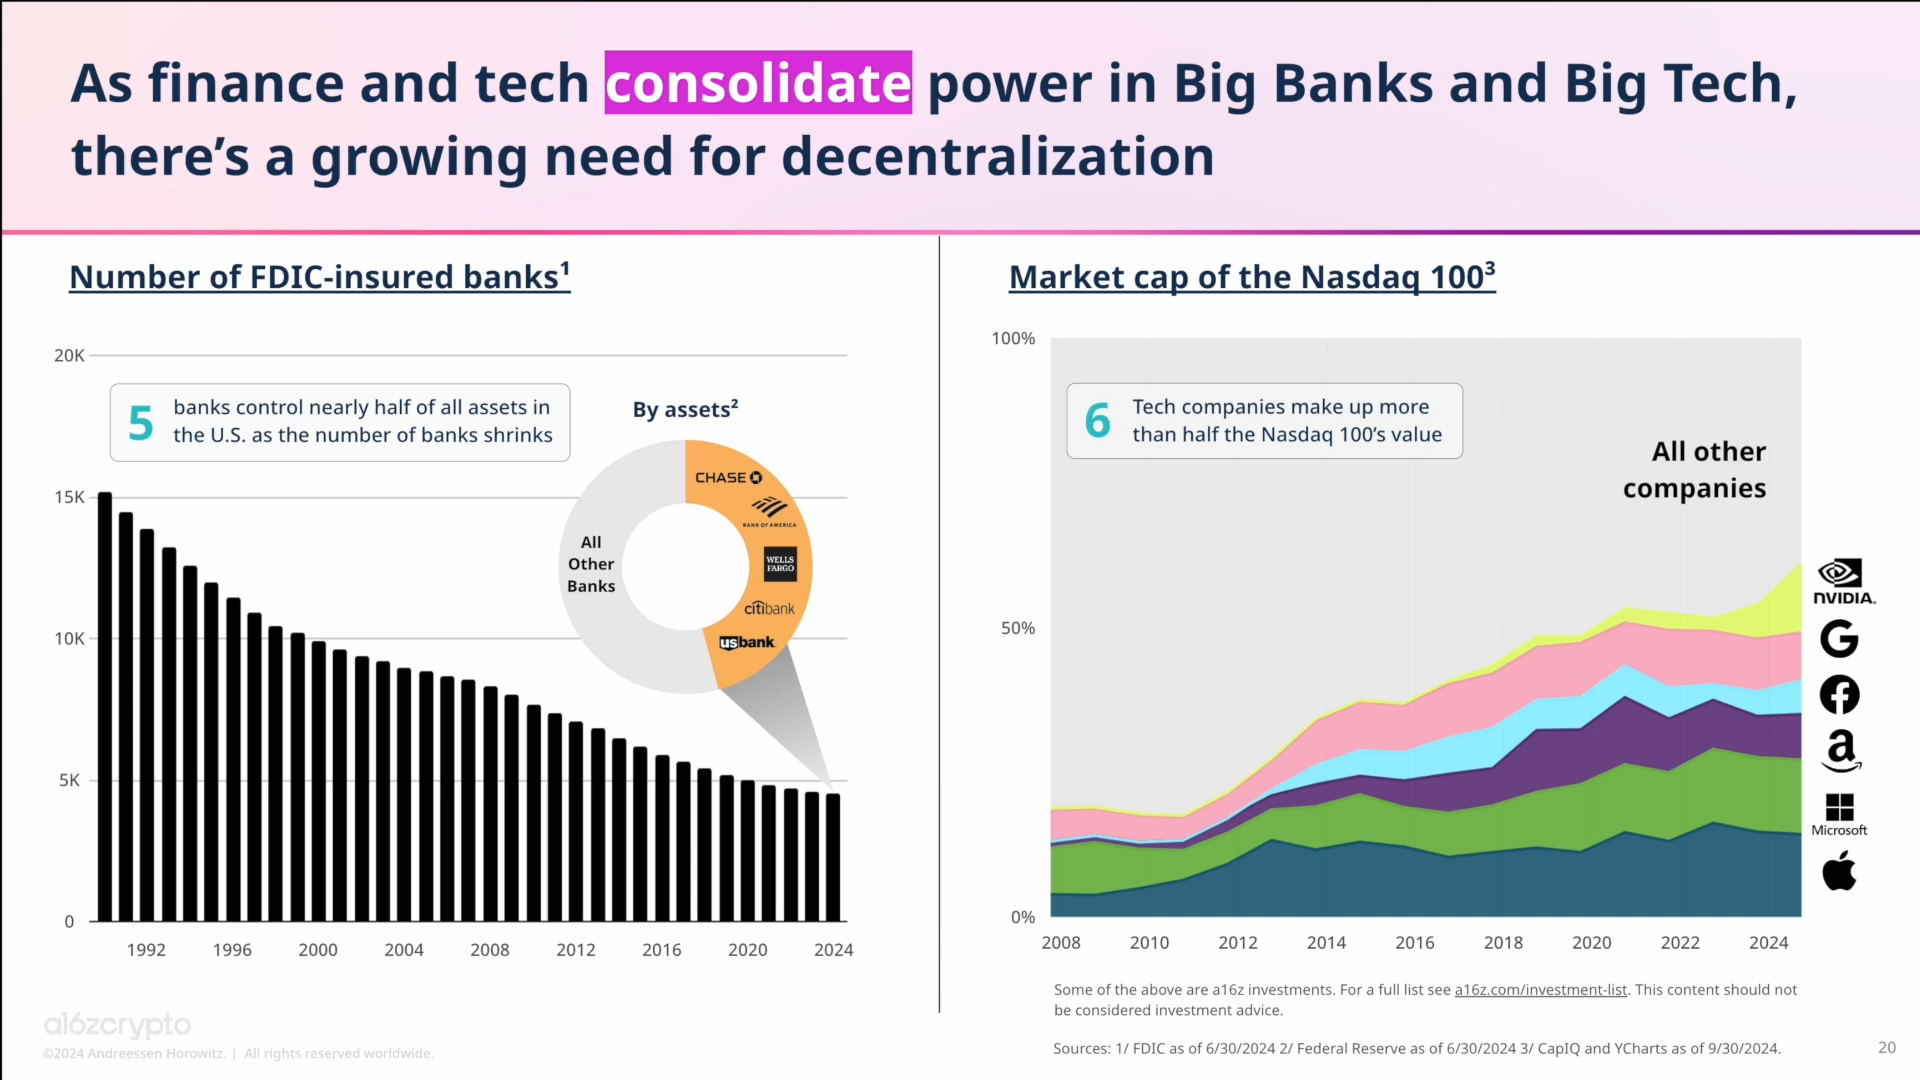 As finance and tech consolidate power in Big Banks and Big Tech,
there’s a growing need for decentralization
Number of FDIC-insured banks¹
20K
15K
10K
5K
0
5
banks control nearly half of all assets in
the U.S. as the number of banks shrinks
By assets²
CHASE
BANK OF AMERICA
WELLS
FARGO
citibank
usbank
All
Other
Banks
1992 1996 2000 2004 2008 2012 2016 2020 2024
Market cap of the Nasdaq 100³
100%
50%
0%
6
Tech companies make up more
than half the Nasdaq 100’s value
All other
companies
NVIDIA.
G
f
a
Microsoft
2008 2010 2012 2014 2016 2018 2020 2022 2024
Some of the above are a16z investments. For a full list see a16z.com/investment-list. This content should not
be considered investment advice.
a16zcrypto
©2024 Andreessen Horowitz. | All rights reserved worldwide.
Sources: 1/ FDIC as of 6/30/2024 2/ Federal Reserve as of 6/30/2024 3/ CapIQ and YCharts as of 9/30/2024.
20